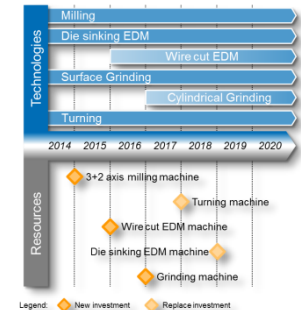 Technologies
Milling
Die sinking EDM
Wire cut EDM
Surface Grinding
Cylindrical Grinding
Turning
2014 2015 2016 2017 2018 2019 2020
Resources
3+2 axis milling machine
Turning machine
Wire cut EDM machine
Die sinking EDM machine
Grinding machine
Legend: New investment Replace investment